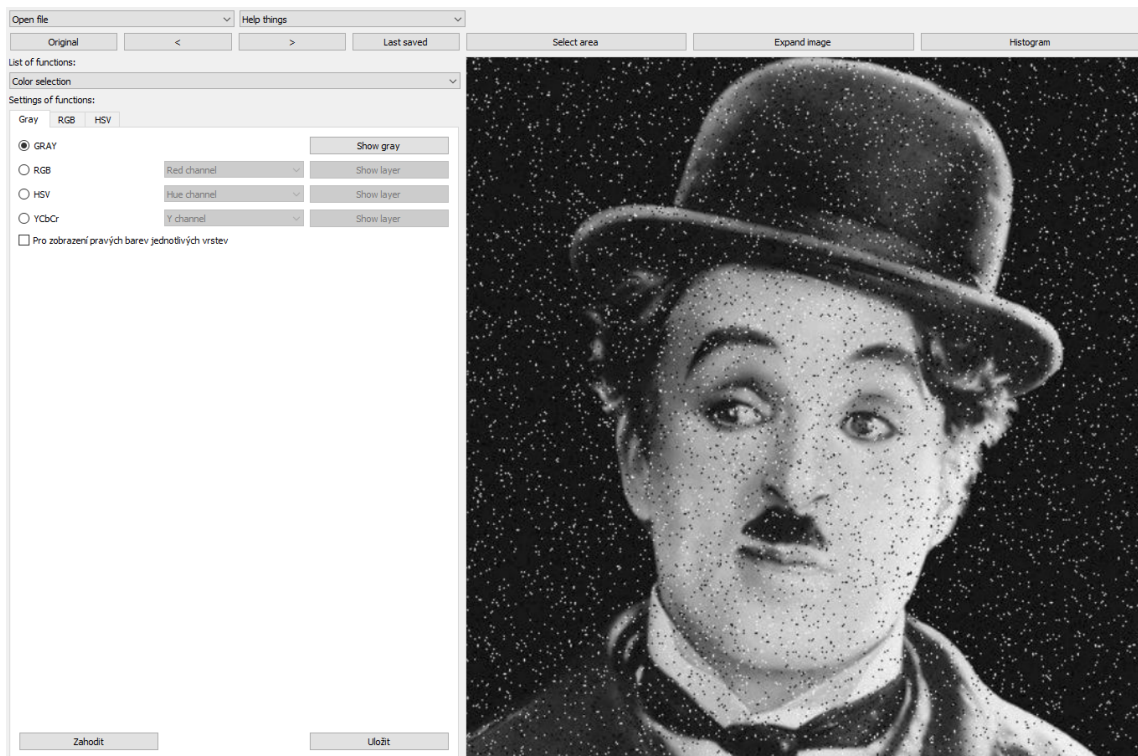 Open file Help things
Original < > Last saved Select area Expand image Histogram
List of functions:
Color selection
Settings of functions:
Gray RGB HSV
GRAY Show gray
RGB Red channel Show layer
HSV Hue channel Show layer
YCbCr Y channel Show layer
Pro zobrazení pravých barev jednotlivých vrstev
Zahodit Uložit